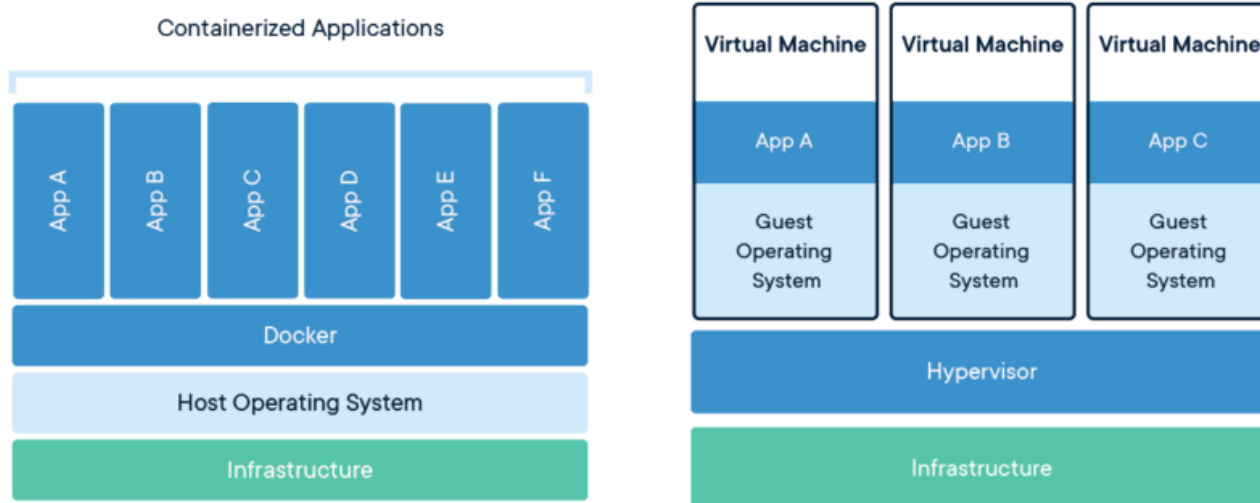 Containerized Applications
App A
App B
App C
App D
App E
App F
Docker
Host Operating System
Infrastructure
Virtual Machine
App A
Guest
Operating
System
Virtual Machine
App B
Guest
Operating
System
Virtual Machine
App C
Guest
Operating
System
Hypervisor
Infrastructure